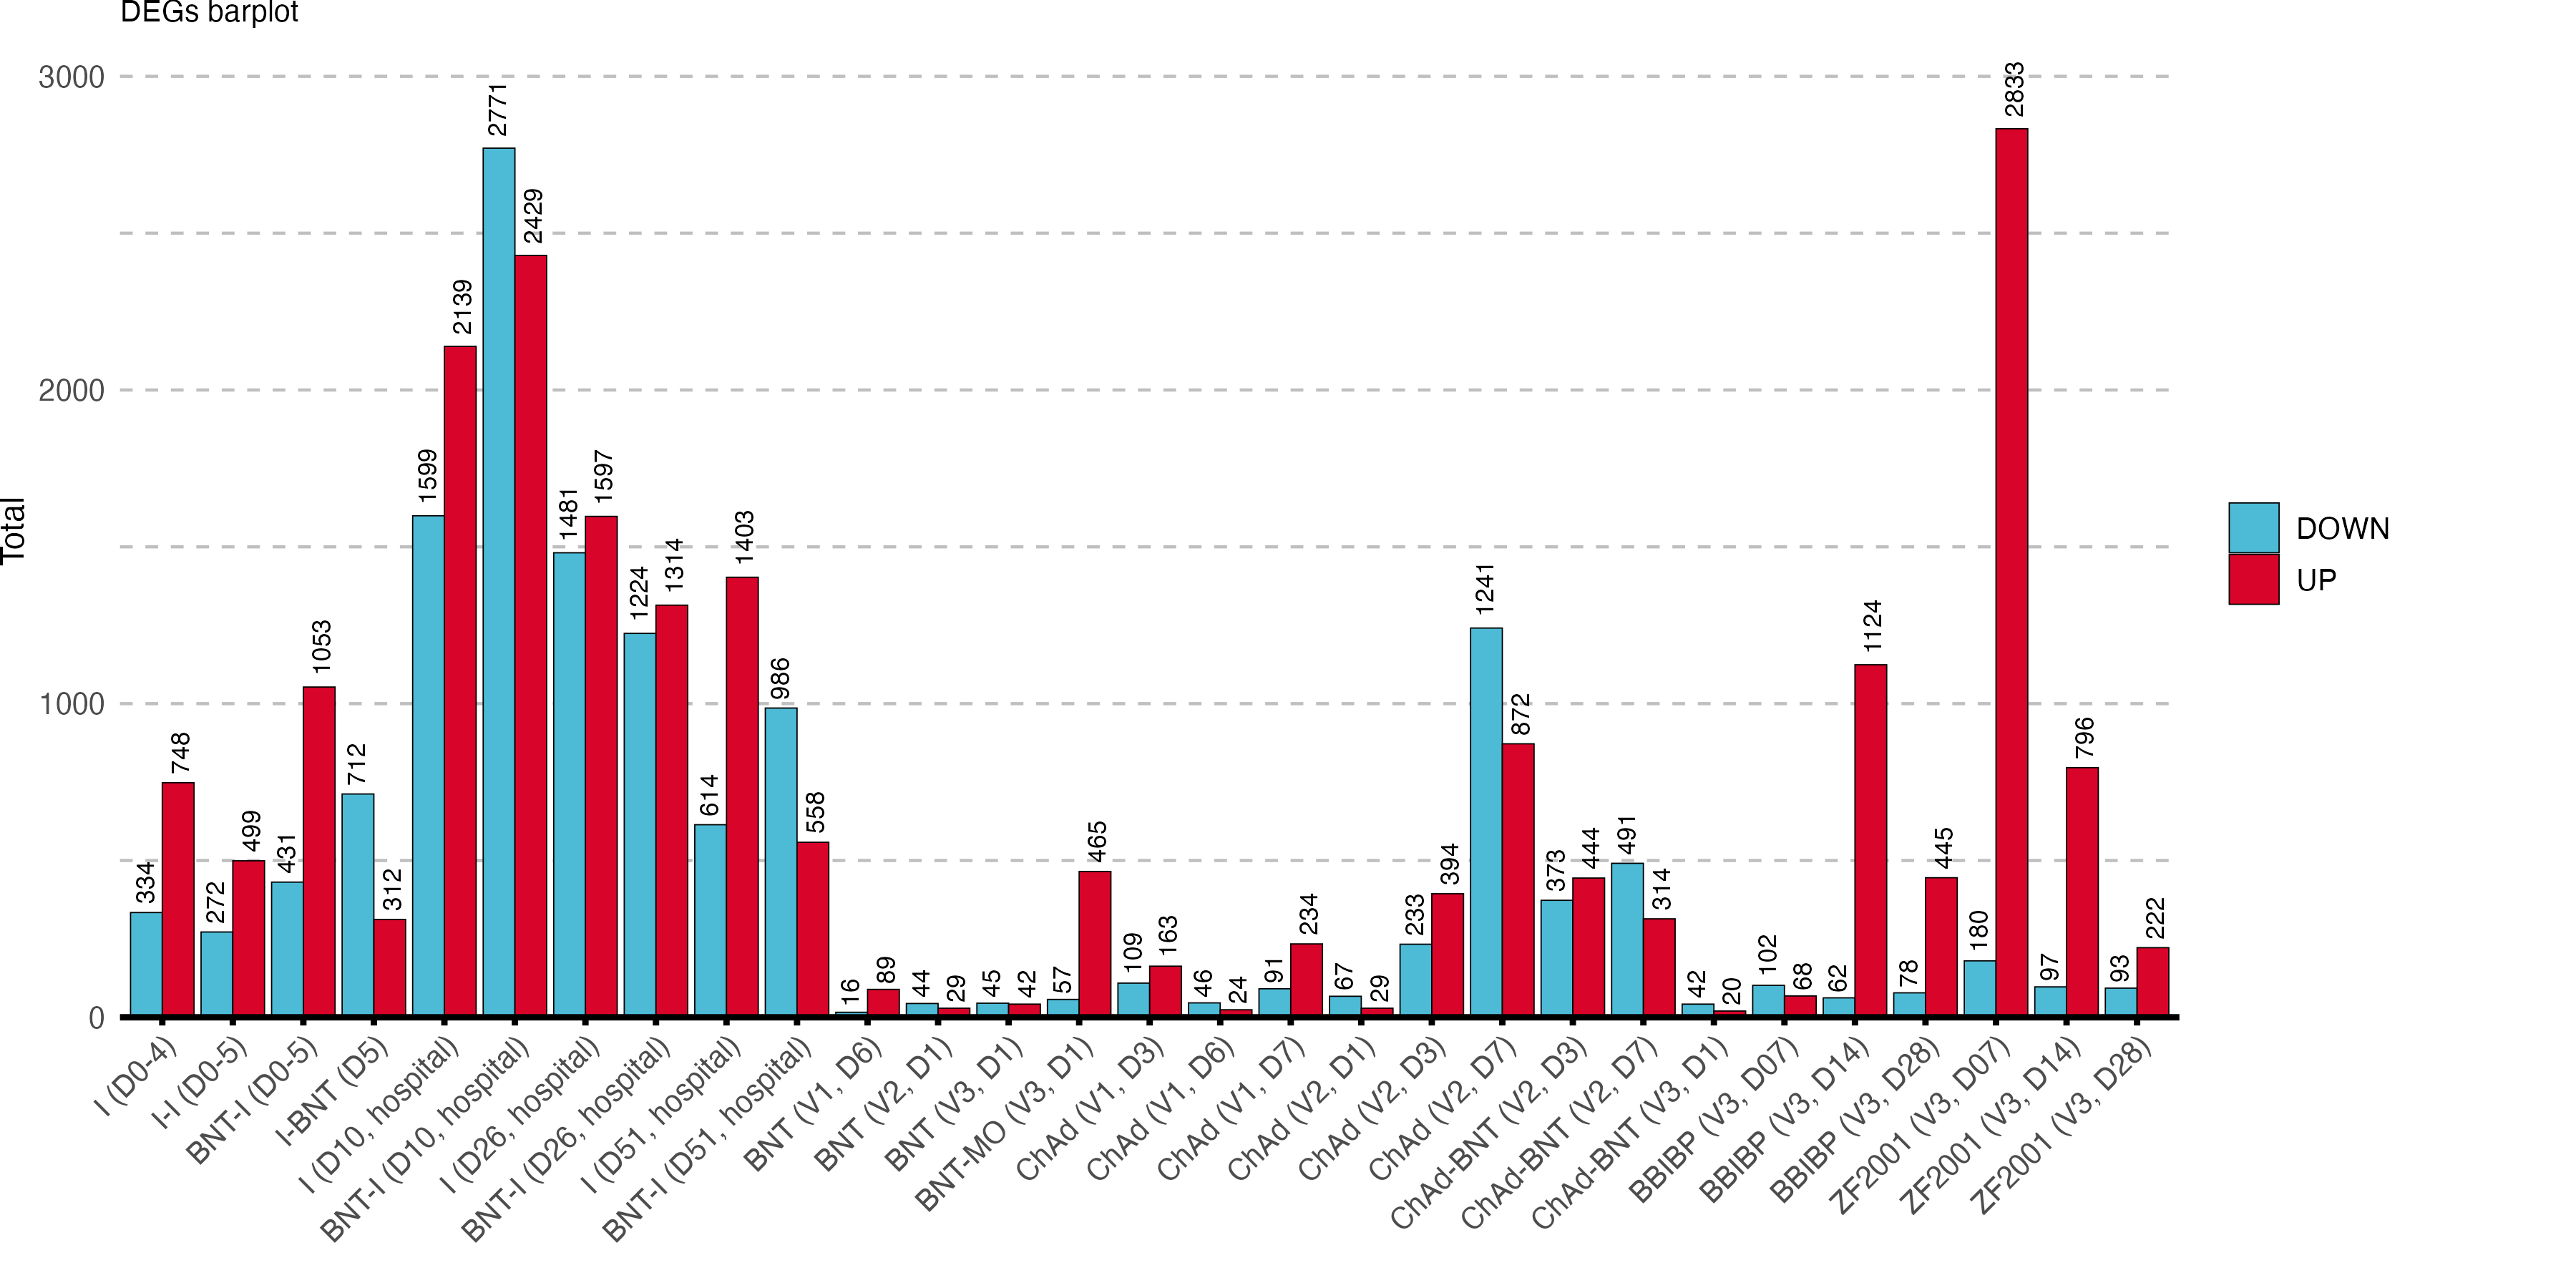 DEGs barplot
Total
3000
2000
1000
0
334
748
272
499
431
1053
712
312
1599
2139
2771
2429
1481
1597
1224
1314
614
1403
986
558
16
89
44
29
45
42
57
465
109
163
46
24
91
234
67
29
233
394
1241
872
373
444
491
314
42
20
102
68
62
1124
78
445
180
2833
97
796
93
222
I (D0-4)
I-I (D0-5)
BNT-I (D0-5)
I-BNT (D5)
I (D10, hospital)
BNT-I (D10, hospital)
I (D26, hospital)
BNT-I (D26, hospital)
I (D51, hospital)
BNT-I (D51, hospital)
BNT (V1, D6)
BNT (V2, D1)
BNT (V3, D1)
BNT-MO (V3, D1)
ChAd (V1, D3)
ChAd (V1, D6)
ChAd (V1, D7)
ChAd (V2, D1)
ChAd (V2, D3)
ChAd (V2, D7)
ChAd-BNT (V2, D3)
ChAd-BNT (V2, D7)
ChAd-BNT (V3, D1)
BBIBP (V3, D07)
BBIBP (V3, D14)
BBIBP (V3, D28)
ZF2001 (V3, D07)
ZF2001 (V3, D14)
ZF2001 (V3, D28)
DOWN
UP